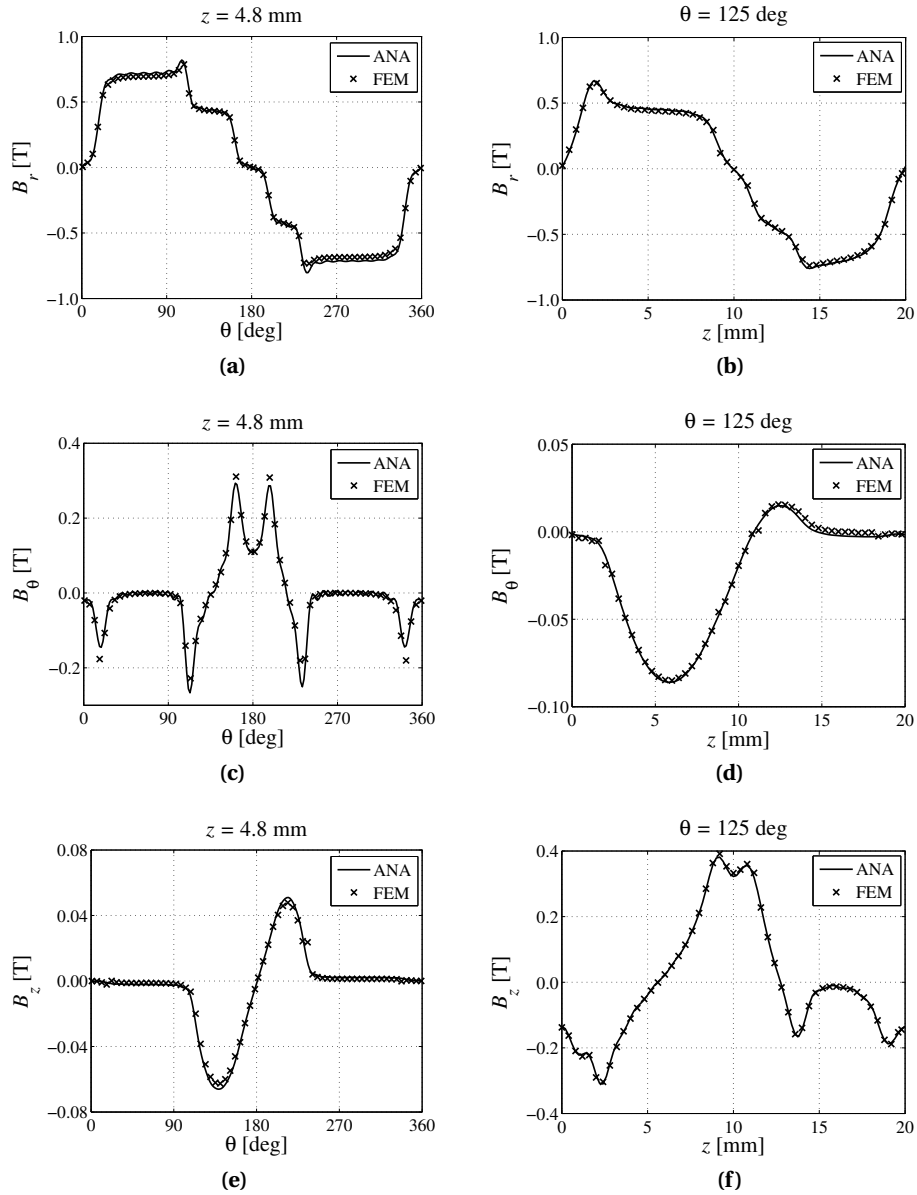 z = 4.8 mm
1.0
0.5
0.0
−0.5
−1.0
B_r [T]
ANA
FEM
0 90 180 270 360
θ [deg]
(a)
θ = 125 deg
1.0
0.5
0.0
−0.5
−1.0
B_r [T]
ANA
FEM
0 5 10 15 20
z [mm]
(b)
z = 4.8 mm
0.4
0.2
0.0
−0.2
B_θ [T]
ANA
FEM
0 90 180 270 360
θ [deg]
(c)
θ = 125 deg
0.05
0.00
−0.05
−0.10
B_θ [T]
ANA
FEM
0 5 10 15 20
z [mm]
(d)
z = 4.8 mm
0.08
0.04
0.00
−0.04
−0.08
B_z [T]
ANA
FEM
0 90 180 270 360
θ [deg]
(e)
θ = 125 deg
0.4
0.2
0.0
−0.2
−0.4
B_z [T]
ANA
FEM
0 5 10 15 20
z [mm]
(f)